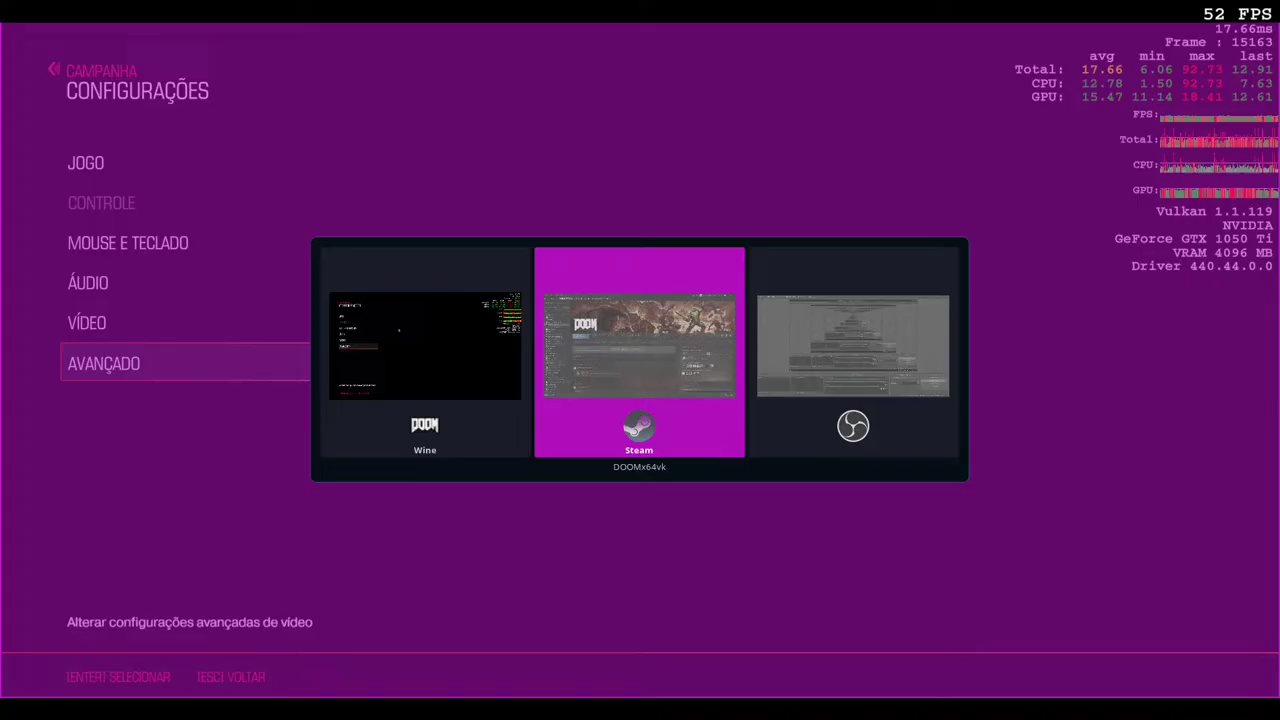 52 FPS
17.66ms
Frame : 15163
avg min max last
Total: 17.66 6.06 92.73 12.91
CPU: 12.78 1.50 92.73 7.63
GPU: 15.47 11.14 18.41 12.61
FPS:
Total:
CPU:
GPU:
Vulkan 1.1.119
NVIDIA
GeForce GTX 1050 Ti
VRAM 4096 MB
Driver 440.44.0.0
CAMPANHA
CONFIGURAÇÕES
JOGO
CONTROLE
MOUSE E TECLADO
ÁUDIO
VÍDEO
AVANÇADO
DOOM
DOOM
Wine
Steam
DOOMx64vk
Alterar configurações avançadas de vídeo
[ENTER] SELECIONAR [ESC] VOLTAR